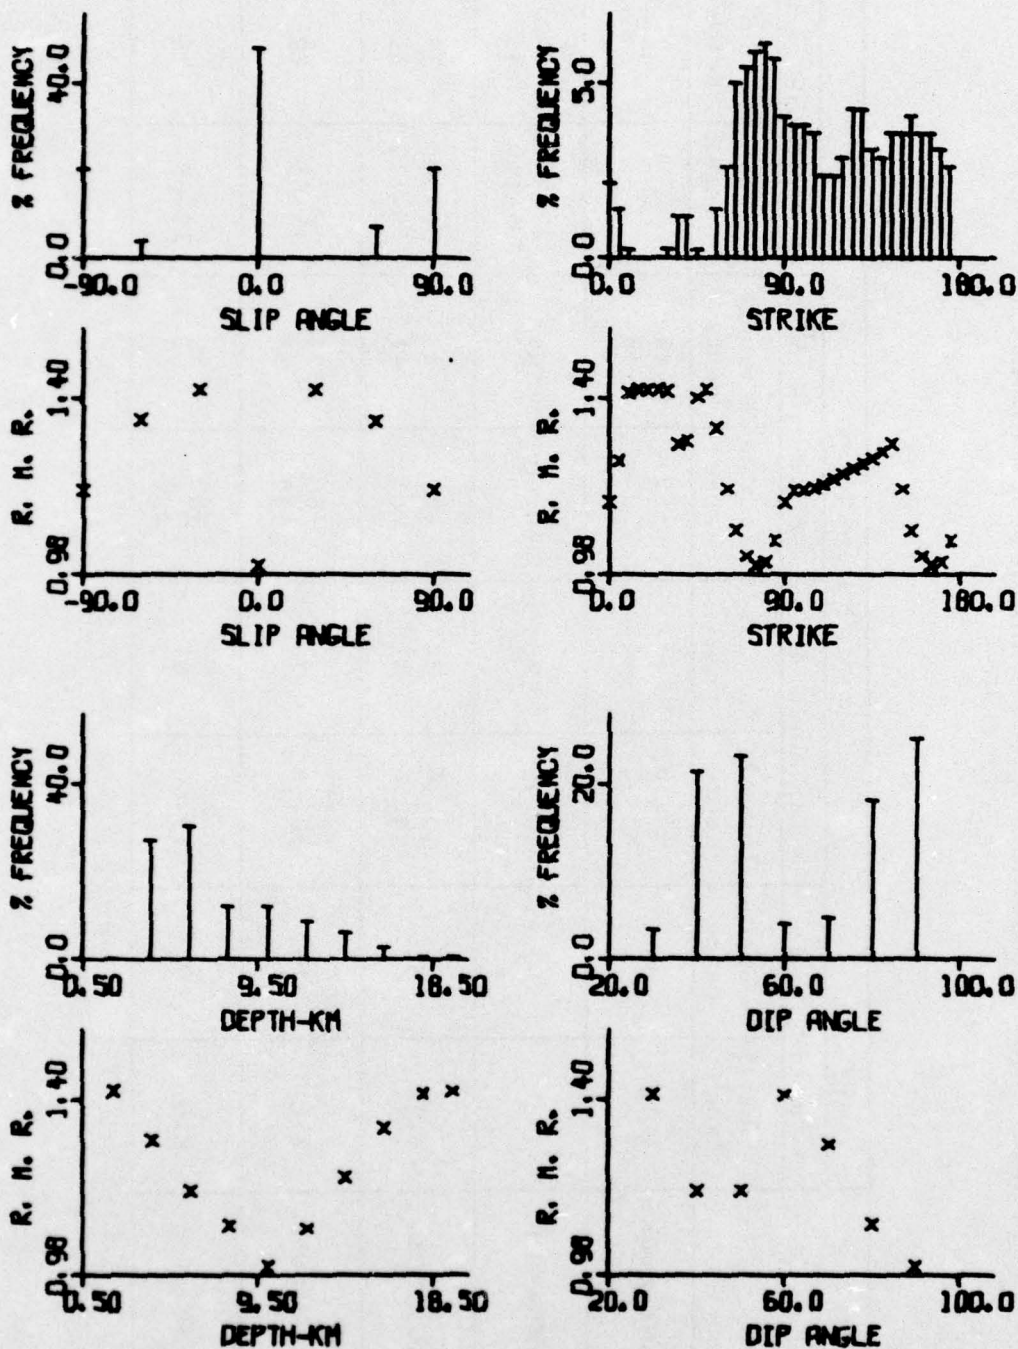 % FREQUENCY
40.0
0.0
-90.0 0.0 90.0
SLIP ANGLE
% FREQUENCY
5.0
0.0
0.0 90.0 180.0
STRIKE
R. M. R.
1.40
0.98
-90.0 0.0 90.0
SLIP ANGLE
R. M. R.
1.40
0.98
0.0 90.0 180.0
STRIKE
% FREQUENCY
40.0
0.0
0.50 9.50 18.50
DEPTH-KM
% FREQUENCY
20.0
0.0
20.0 60.0 100.0
DIP ANGLE
R. M. R.
1.40
0.98
0.50 9.50 18.50
DEPTH-KM
R. M. R.
1.40
0.98
20.0 60.0 100.0
DIP ANGLE